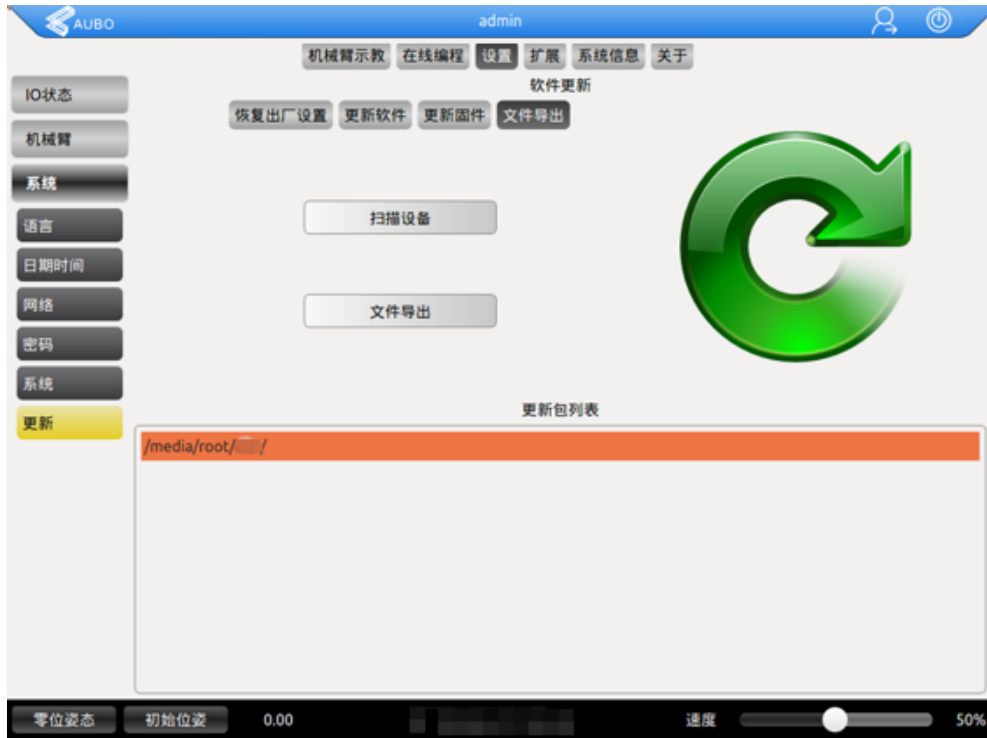 AUBO admin
机械臂示教 在线编程 设置 扩展 系统信息 关于
软件更新
恢复出厂设置 更新软件 更新固件 文件导出
IO状态
机械臂
系统
语言
日期时间
网络
密码
系统
更新
扫描设备
文件导出
更新包列表
/media/root/ /
零位姿态 初始位姿 0.00 速度 50%